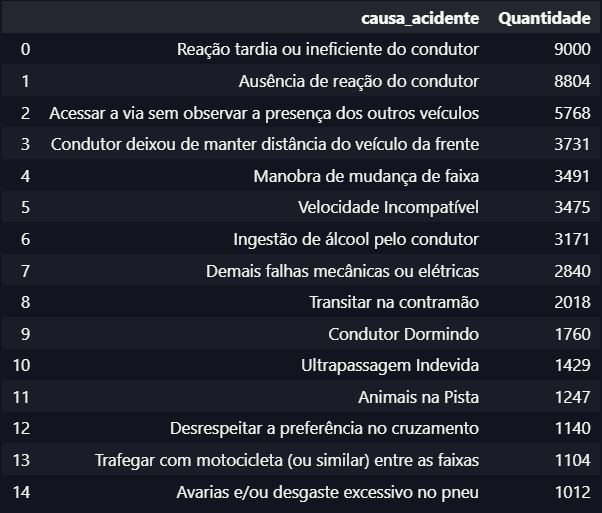 causa_acidente Quantidade
0 Reação tardia ou ineficiente do condutor 9000
1 Ausência de reação do condutor 8804
2 Acessar a via sem observar a presença dos outros veículos 5768
3 Condutor deixou de manter distância do veículo da frente 3731
4 Manobra de mudança de faixa 3491
5 Velocidade Incompatível 3475
6 Ingestão de álcool pelo condutor 3171
7 Demais falhas mecânicas ou elétricas 2840
8 Transitar na contramão 2018
9 Condutor Dormindo 1760
10 Ultrapassagem Indevida 1429
11 Animais na Pista 1247
12 Desrespeitar a preferência no cruzamento 1140
13 Trafegar com motocicleta (ou similar) entre as faixas 1104
14 Avarias e/ou desgaste excessivo no pneu 1012